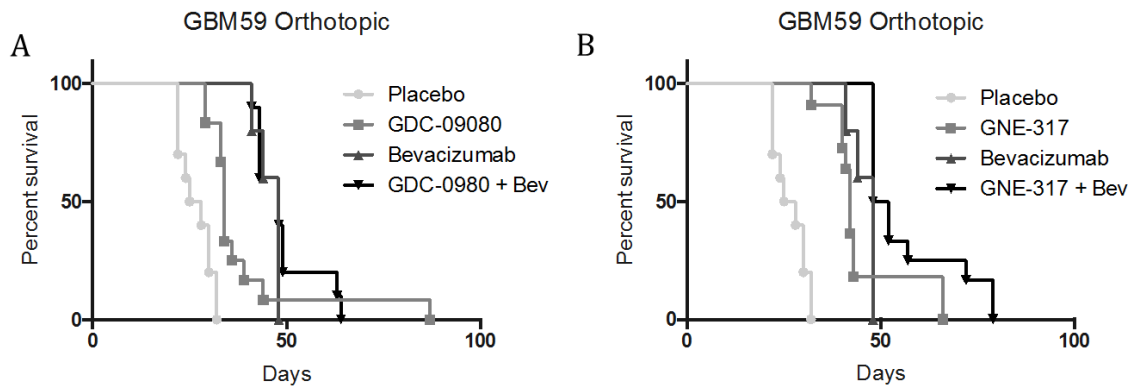 GBM59 Orthotopic
A
100
50
0
Percent survival
Placebo
GDC-09080
Bevacizumab
GDC-0980 + Bev
0
50
100
Days
GBM59 Orthotopic
B
100
50
0
Percent survival
Placebo
GNE-317
Bevacizumab
GNE-317 + Bev
0
50
100
Days